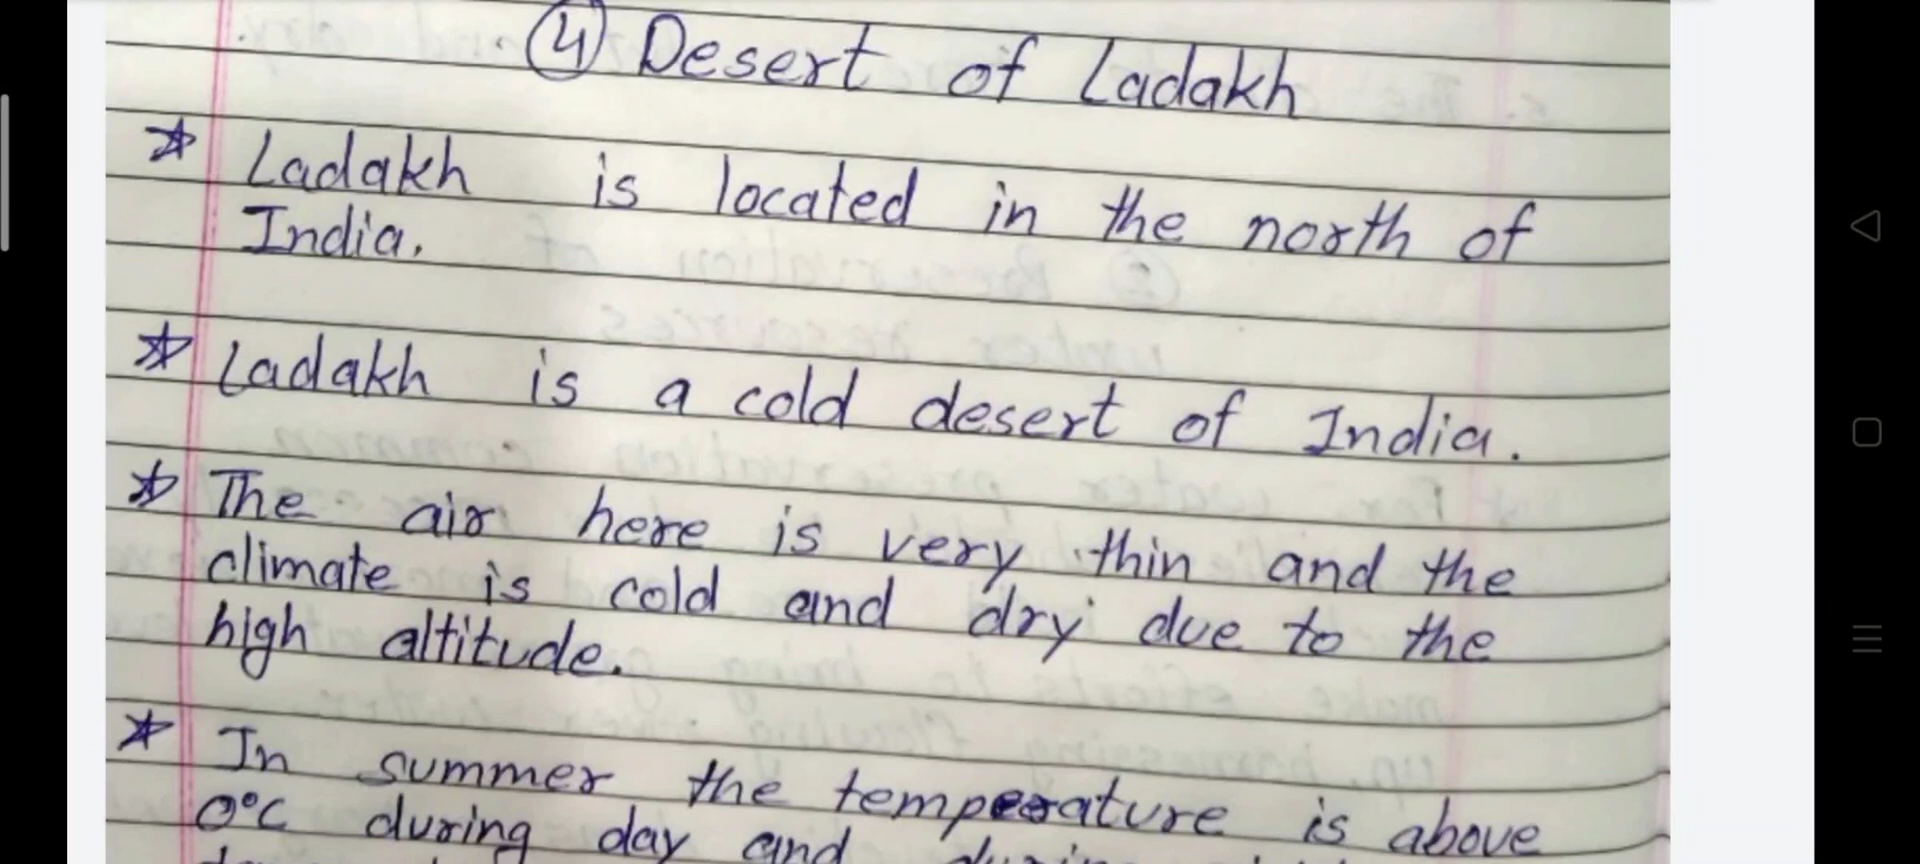 ④ Desert of Ladakh
☆ Ladakh is located in the north of
India.
☆ Ladakh is a cold desert of India.
☆ The air here is very thin and the
climate is cold and dry due to the
high altitude.
☆ In summer the temperature is above
0°C during day and during